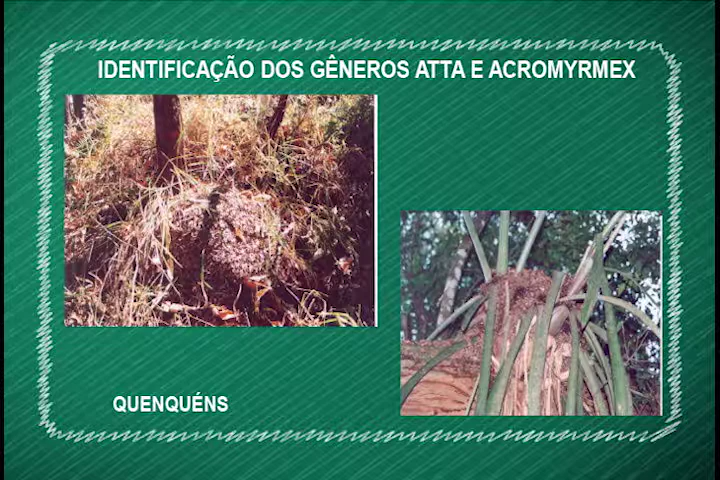 IDENTIFICAÇÃO DOS GÊNEROS ATTA E ACROMYRMEX
QUENQUÉNS